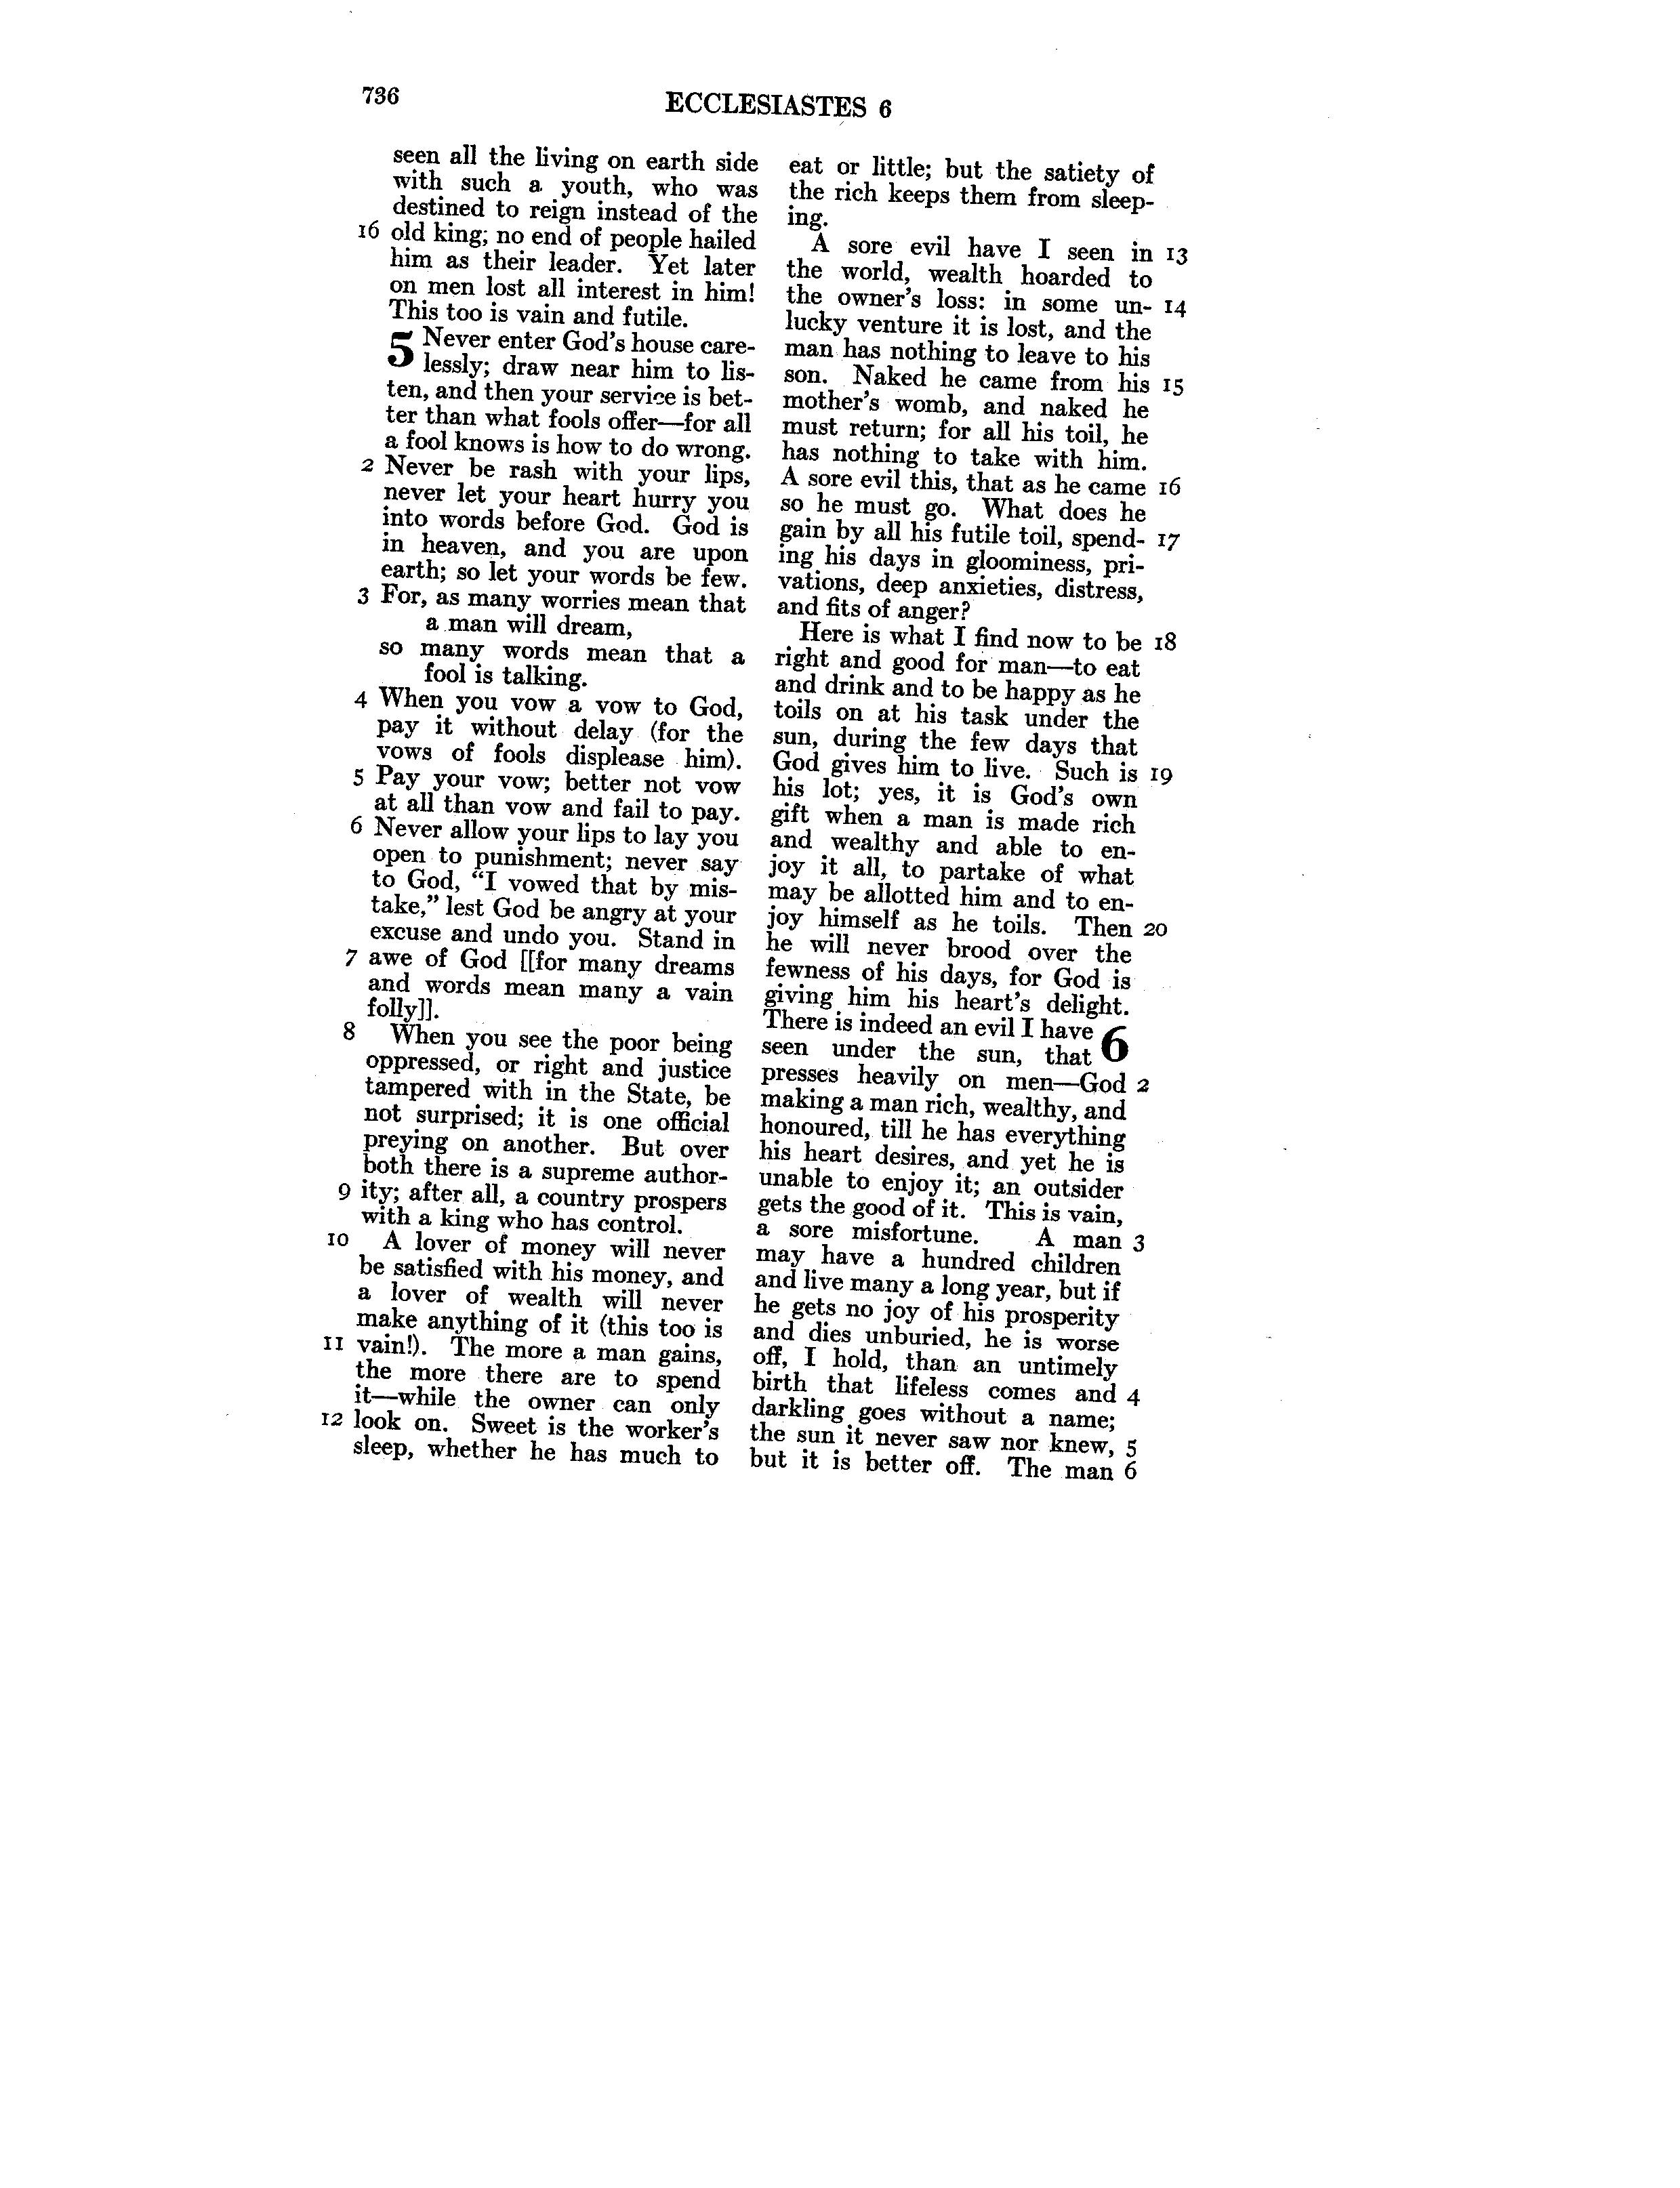 736
ECCLESIASTES 6
seen all the living on earth side
with such a youth, who was
destined to reign instead of the
16 old king; no end of people hailed
him as their leader. Yet later
on men lost all interest in him!
This too is vain and futile.
5 Never enter God's house care-
lessly; draw near him to lis-
ten, and then your service is bet-
ter than what fools offer—for all
a fool knows is how to do wrong.
2 Never be rash with your lips,
never let your heart hurry you
into words before God. God is
in heaven, and you are upon
earth; so let your words be few.
3 For, as many worries mean that
a man will dream,
so many words mean that a
fool is talking.
4 When you vow a vow to God,
pay it without delay (for the
vows of fools displease him).
5 Pay your vow; better not vow
at all than vow and fail to pay.
6 Never allow your lips to lay you
open to punishment; never say
to God, “I vowed that by mis-
take,” lest God be angry at your
excuse and undo you. Stand in
7 awe of God [[for many dreams
and words mean many a vain
folly]].
8 When you see the poor being
oppressed, or right and justice
tampered with in the State, be
not surprised; it is one official
preying on another. But over
both there is a supreme author-
9 ity; after all, a country prospers
with a king who has control.
10 A lover of money will never
be satisfied with his money, and
a lover of wealth will never
make anything of it (this too is
11 vain!). The more a man gains,
the more there are to spend
it—while the owner can only
12 look on. Sweet is the worker's
sleep, whether he has much to
eat or little; but the satiety of
the rich keeps them from sleep-
ing.
A sore evil have I seen in 13
the world, wealth hoarded to
the owner's loss: in some un- 14
lucky venture it is lost, and the
man has nothing to leave to his
son. Naked he came from his 15
mother's womb, and naked he
must return; for all his toil, he
has nothing to take with him.
A sore evil this, that as he came 16
so he must go. What does he
gain by all his futile toil, spend- 17
ing his days in gloominess, pri-
vations, deep anxieties, distress,
and fits of anger?
Here is what I find now to be 18
right and good for man—to eat
and drink and to be happy as he
toils on at his task under the
sun, during the few days that
God gives him to live. Such is 19
his lot; yes, it is God's own
gift when a man is made rich
and wealthy and able to en-
joy it all, to partake of what
may be allotted him and to en-
joy himself as he toils. Then 20
he will never brood over the
fewness of his days, for God is
giving him his heart's delight.
There is indeed an evil I have 6
seen under the sun, that
presses heavily on men—God 2
making a man rich, wealthy, and
honoured, till he has everything
his heart desires, and yet he is
unable to enjoy it; an outsider
gets the good of it. This is vain,
a sore misfortune. A man 3
may have a hundred children
and live many a long year, but if
he gets no joy of his prosperity
and dies unburied, he is worse
off, I hold, than an untimely
birth that lifeless comes and 4
darkling goes without a name;
the sun it never saw nor knew, 5
but it is better off. The man 6